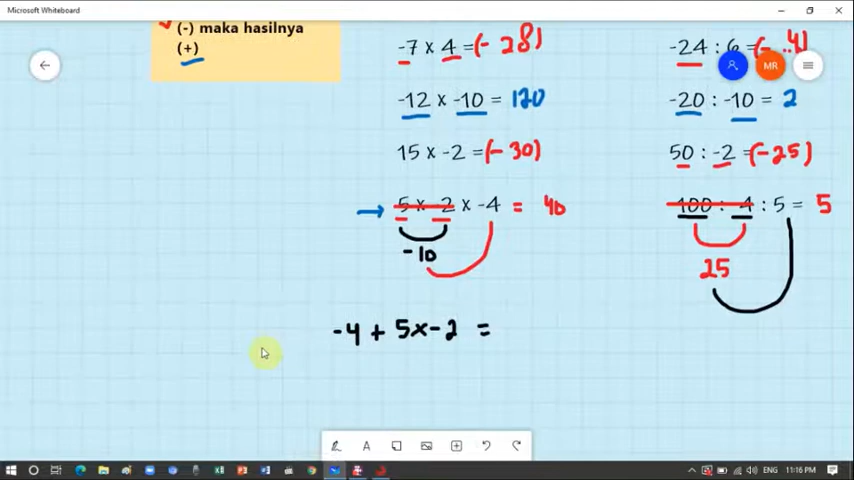 Microsoft Whiteboard
(-) maka hasilnya
(+)
-7 x 4 = (- 28)
-12 x -10 = 120
15 x -2 = (- 30)
5 x -2 x -4 = 40
-10
-4 + 5x-2 =
-24 : 6 = (- 4)
-20 : -10 = 2
50 : -2 = (-25)
-100 : -4 : 5 = 5
25
MR
ENG
11:16 PM